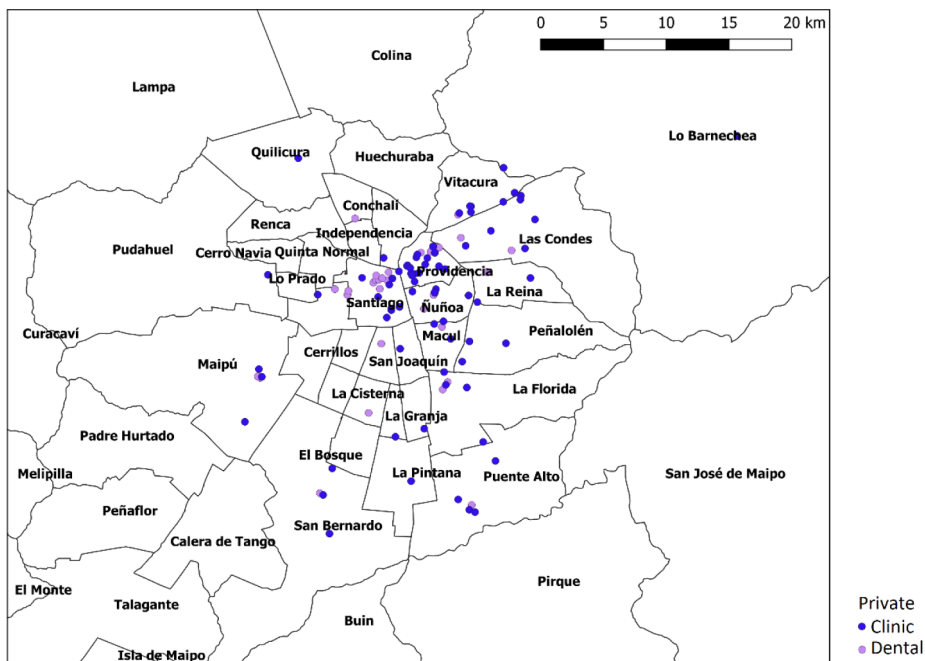 0 5 10 15 20 km
Colina
Lampa
Lo Barnechea
Quilicura
Huechuraba
Vitacura
Conchali
Renca
Independencia
Pudahuel
Cerro Navia
Quinta Normal
Las Condes
Lo Prado
Providencia
La Reina
Santiago
Ñuñoa
Curacaví
Macul
Peñalolén
Cerrillos
San Joaquín
Maipú
La Florida
La Cisterna
La Granja
Padre Hurtado
El Bosque
Melipilla
La Pintana
Puente Alto
San José de Maipo
Peñaflor
San Bernardo
Calera de Tango
Pirque
El Monte
Talagante
Buin
Isla de Maipo
Private
Clinic
Dental